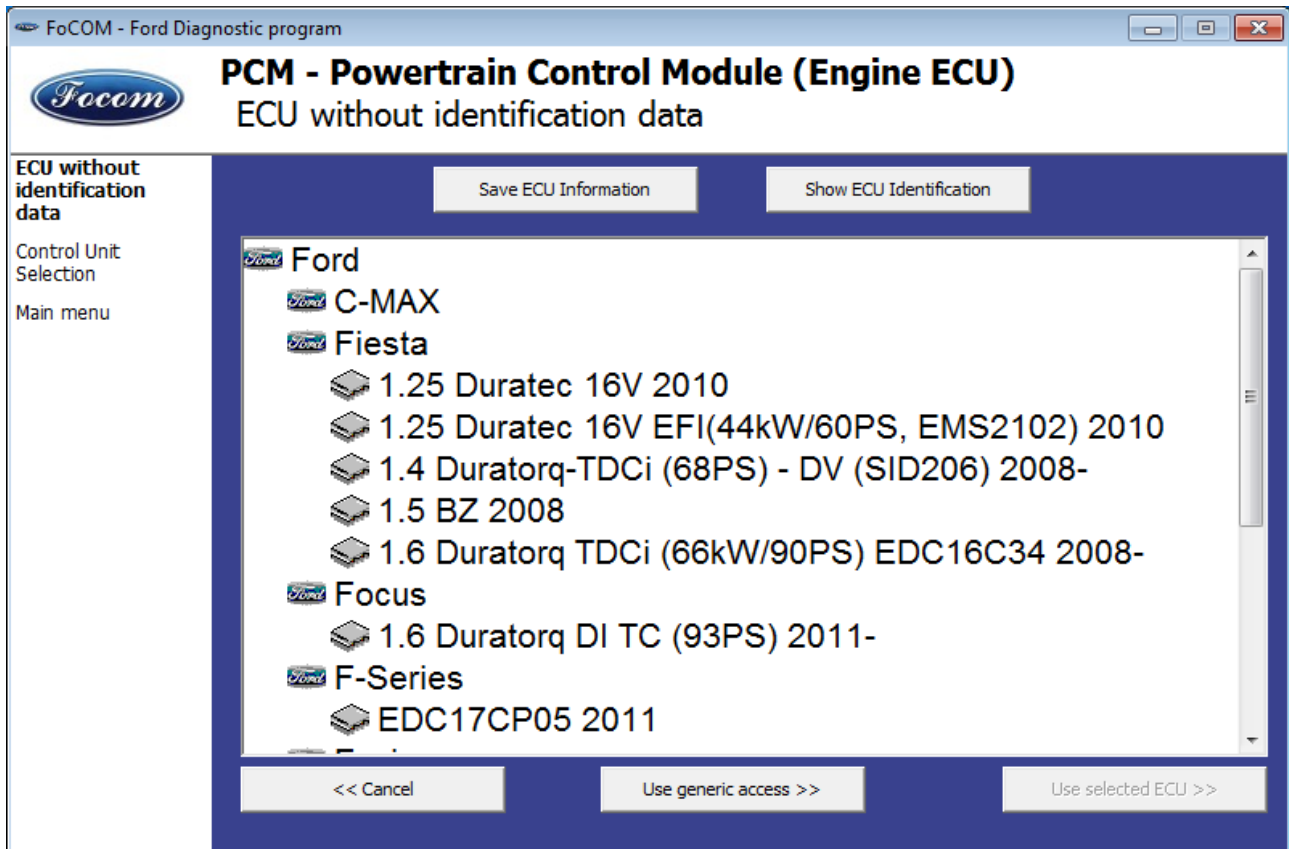 FoCOM - Ford Diagnostic program
Focom
PCM - Powertrain Control Module (Engine ECU)
ECU without identification data
ECU without
identification
data
Control Unit
Selection
Main menu
Save ECU Information
Show ECU Identification
Ford
C-MAX
Fiesta
1.25 Duratec 16V 2010
1.25 Duratec 16V EFI(44kW/60PS, EMS2102) 2010
1.4 Duratorq-TDCi (68PS) - DV (SID206) 2008-
1.5 BZ 2008
1.6 Duratorq TDCi (66kW/90PS) EDC16C34 2008-
Focus
1.6 Duratorq DI TC (93PS) 2011-
F-Series
EDC17CP05 2011
<< Cancel
Use generic access >>
Use selected ECU >>